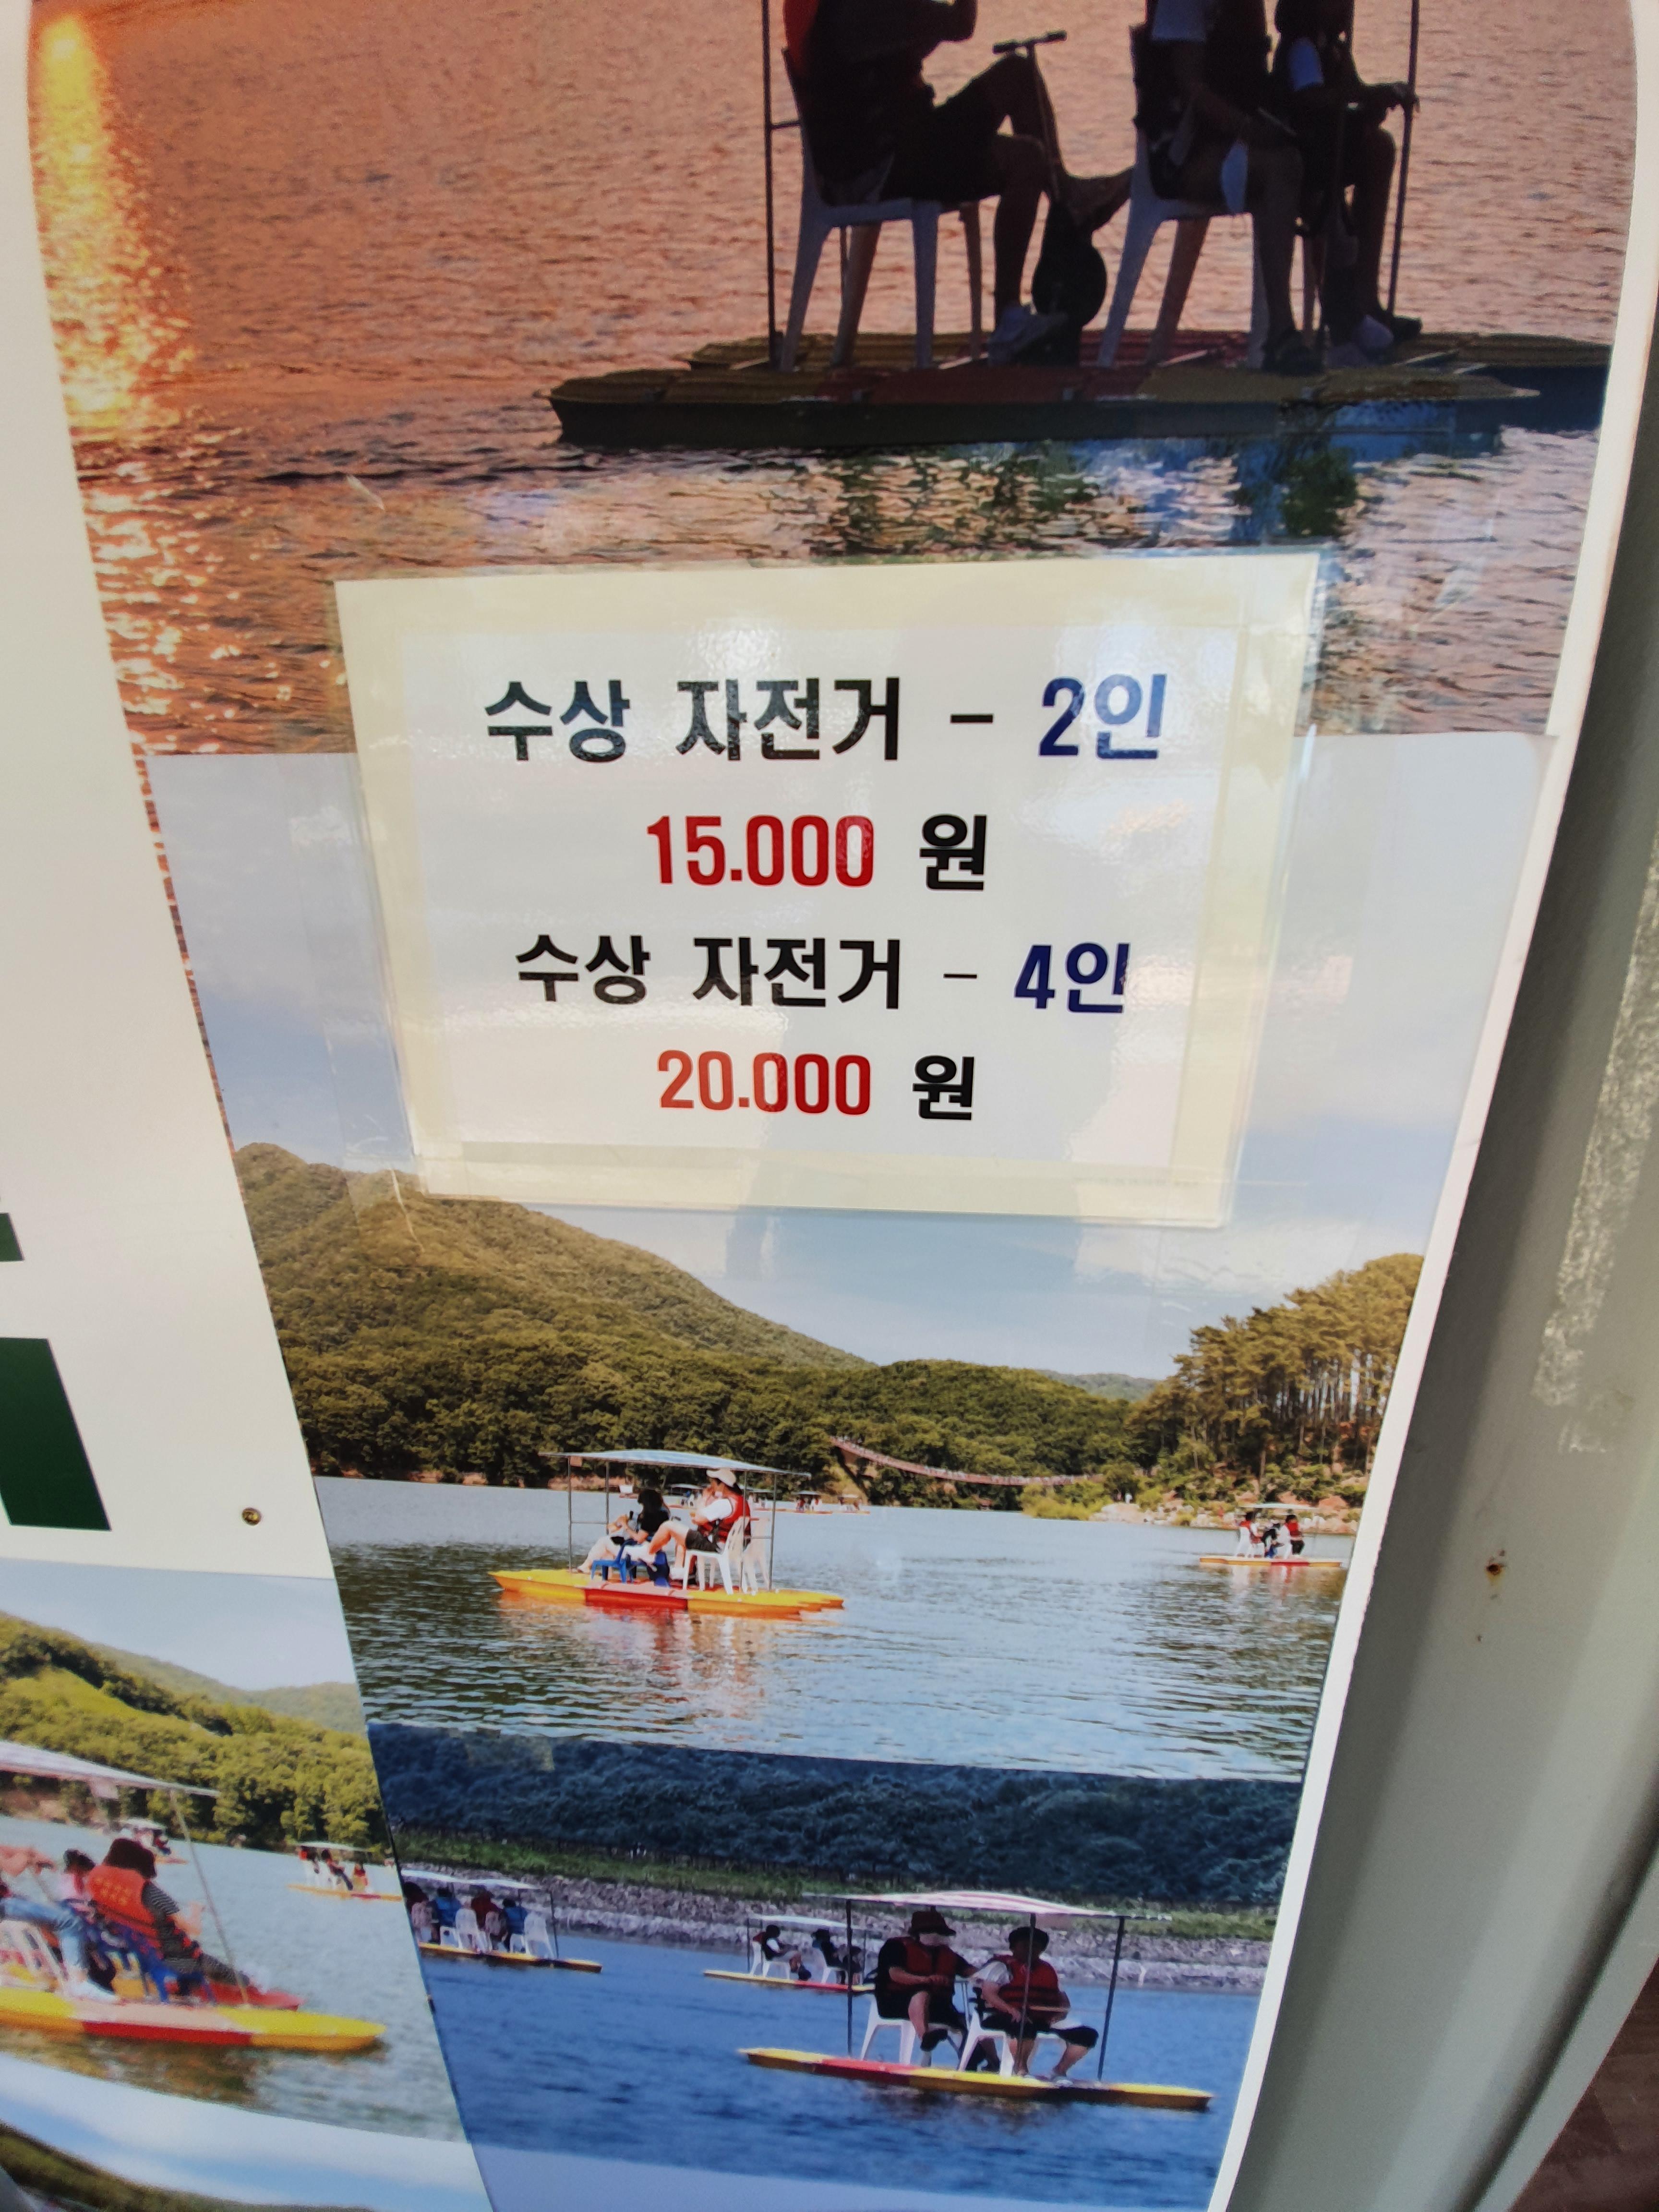 수상 자전거 - 2인
15.000 원
수상 자전거 - 4인
20.000 원